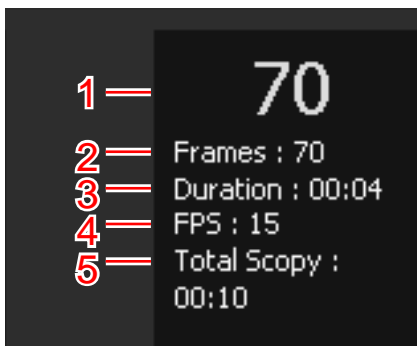 1 70
2 Frames : 70
3 Duration : 00:04
4 FPS : 15
5 Total Scopy :
00:10